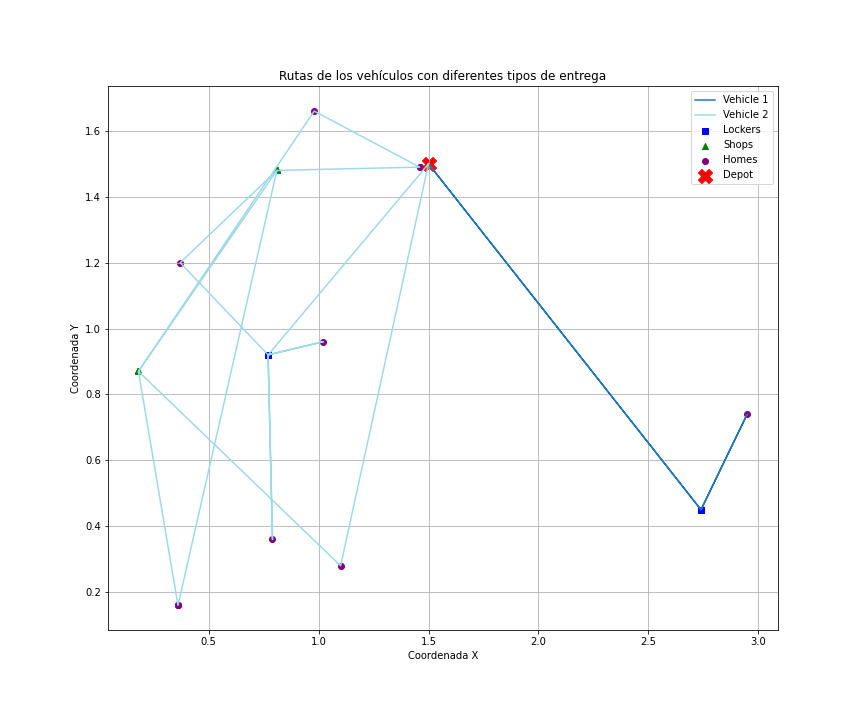 Rutas de los vehículos con diferentes tipos de entrega
Vehicle 1
Vehicle 2
Lockers
Shops
Homes
Depot
Coordenada Y
1.6
1.4
1.2
1.0
0.8
0.6
0.4
0.2
0.5
1.0
1.5
2.0
2.5
3.0
Coordenada X